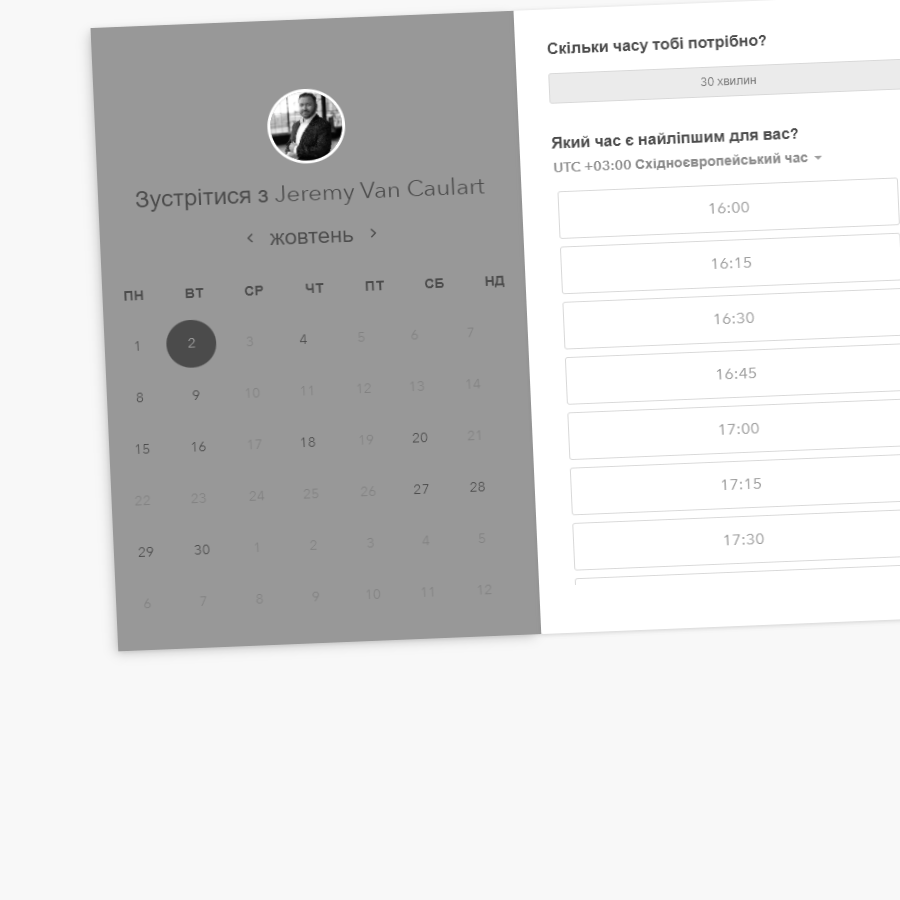 Зустрітися з Jeremy Van Caulart
‹ жовтень ›
ПН ВТ СР ЧТ ПТ СБ НД
1 2 3 4 5 6 7
8 9 10 11 12 13 14
15 16 17 18 19 20 21
22 23 24 25 26 27 28
29 30 1 2 3 4 5
6 7 8 9 10 11 12
Скільки часу тобі потрібно?
30 хвилин
Який час є найліпшим для вас?
UTC +03:00 Східноєвропейський час
16:00
16:15
16:30
16:45
17:00
17:15
17:30